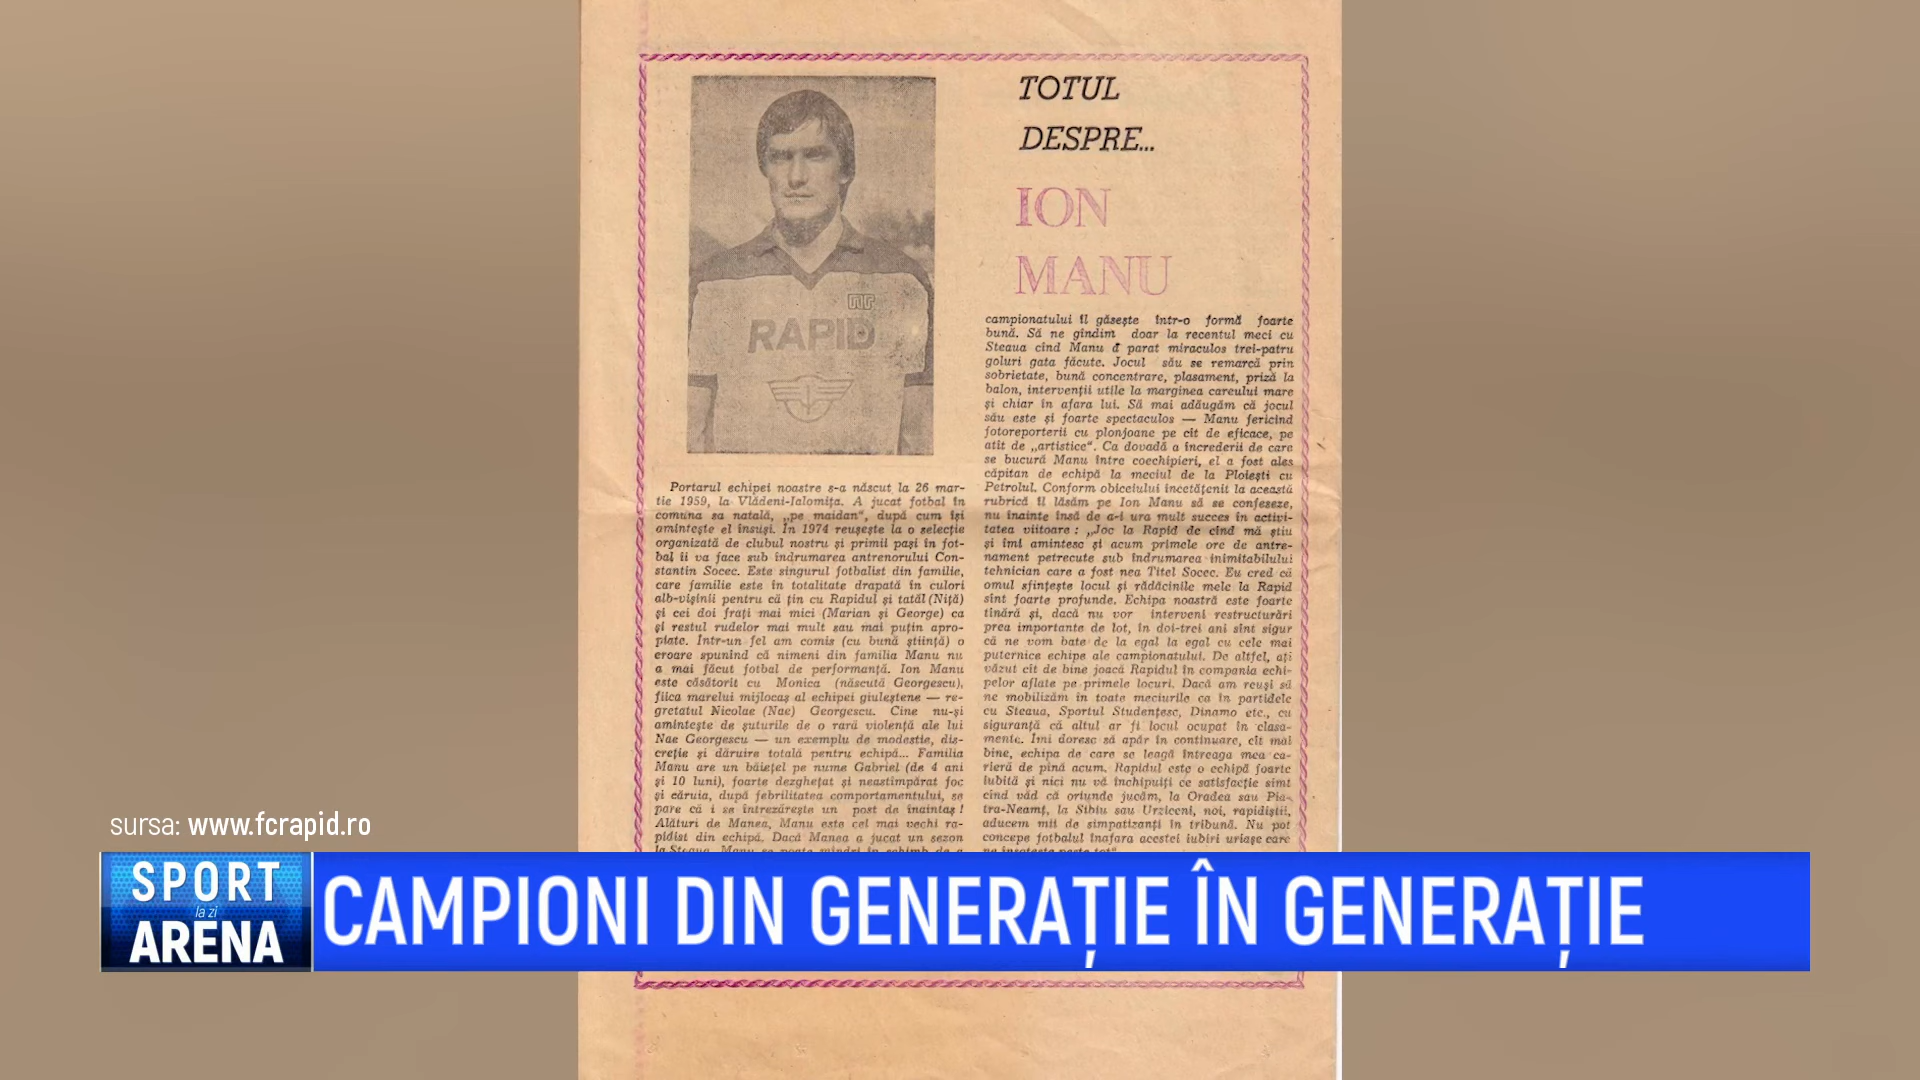 TOTUL
DESPRE...
ION
MANU
RAPID
Portarul echipei noastre s-a născut la 26 mar-
tie 1959, la Vlădeni-Ialomița. A jucat fotbal în
comuna sa natală, „pe maidan“, după cum își
amintește el însuși. În 1974 reușește la o selecție
organizată de clubul nostru și primii pași în fot-
bal îi va face sub îndrumarea antrenorului Con-
stantin Socec. Este singurul fotbalist din familie,
care familie este în totalitate drapată în culori
alb-vișinii pentru că țin cu Rapidul și tatăl (Niță)
și cei doi frați mai mici (Marian și George) ca
și restul rudelor mai mult sau mai puțin apro-
piate. Într-un fel am comis (cu bună știință) o
eroare spunînd că nimeni din familia Manu nu
a mai făcut fotbal de performanță. Ion Manu
este căsătorit cu Monica (născută Georgescu),
fiica marelui mijlocaș al echipei giuleștene — re-
gretatul Nicolae (Nae) Georgescu. Cine nu-și
amintește de șuturile de o rară violență ale lui
Nae Georgescu — un exemplu de modestie, dis-
creție și dăruire totală pentru echipă... Familia
Manu are un băiețel pe nume Gabriel (de 4 ani
și 10 luni), foarte dezghețat și neastîmpărat foc
și căruia, după febrilitatea comportamentului, se
pare că i se întrezărește un post de înaintaș!
Alături de Manea, Manu este cel mai vechi ra-
pidist din echipă. Dacă Manea a jucat un sezon
la Steaua, Manu se poate mîndri în schimb de a
campionatului îl găsește într-o formă foarte
bună. Să ne gîndim doar la recentul meci cu
Steaua cînd Manu a parat miraculos trei-patru
goluri gata făcute. Jocul său se remarcă prin
sobrietate, bună concentrare, plasament, priză la
balon, intervenții utile la marginea careului mare
și chiar în afara lui. Să mai adăugăm că jocul
său este și foarte spectaculos — Manu fericind
fotoreporterii cu plonjoane pe cît de eficace, pe
atît de „artistice“. Ca dovadă a încrederii de care
se bucură Manu între coechipieri, el a fost ales
căpitan de echipă la meciul de la Ploiești cu
Petrolul. Conform obiceiului încetățenit la această
rubrică îl lăsăm pe Ion Manu să se confeseze,
nu înainte însă de a-i ura mult succes în activi-
tatea viitoare : „Joc la Rapid de cînd mă știu
și îmi amintesc și acum primele ore de antre-
nament petrecute sub îndrumarea inimitabilului
tehnician care a fost nea Titel Socec. Eu cred că
omul sfințește locul și rădăcinile mele la Rapid
sînt foarte profunde. Echipa noastră este foarte
tînără și, dacă nu vor interveni restructurări
prea importante de lot, în doi-trei ani sînt sigur
că ne vom bate de la egal la egal cu cele mai
puternice echipe ale campionatului. De altfel, ați
văzut cît de bine joacă Rapidul în compania echi-
pelor aflate pe primele locuri. Dacă am reuși să
ne mobilizăm în toate meciurile ca în partidele
cu Steaua, Sportul Studențesc, Dinamo etc., cu
siguranță că altul ar fi locul ocupat în clasa-
mente. Îmi doresc să apăr în continuare, cît mai
bine, echipa de care se leagă întreaga mea ca-
rieră de pînă acum. Rapidul este o echipă foarte
iubită și nici nu vă închipuiți ce satisfacție simt
cînd văd că oriunde jucăm, la Oradea sau Pia-
tra-Neamț, la Sibiu sau Urziceni, noi, rapidiștii,
aducem mii de simpatizanți în tribună. Nu pot
concepe fotbalul înafara acestei iubiri uriașe care
ne însoțește peste tot“.
sursa: www.fcrapid.ro
SPORT
la zi
ARENA
CAMPIONI DIN GENERAȚIE ÎN GENERAȚIE